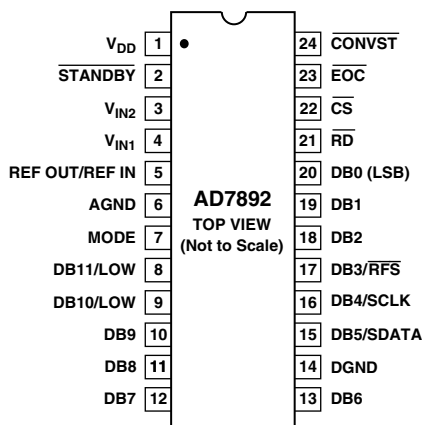 V_DD 1
STANDBY 2
V_IN2 3
V_IN1 4
REF OUT/REF IN 5
AGND 6
MODE 7
DB11/LOW 8
DB10/LOW 9
DB9 10
DB8 11
DB7 12
AD7892
TOP VIEW
(Not to Scale)
24 CONVST
23 EOC
22 CS
21 RD
20 DB0 (LSB)
19 DB1
18 DB2
17 DB3/RFS
16 DB4/SCLK
15 DB5/SDATA
14 DGND
13 DB6